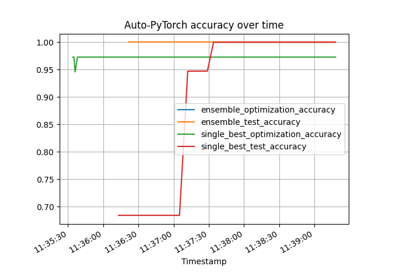 Auto-PyTorch accuracy over time
1.00
0.95
0.90
0.85
0.80
0.75
0.70
ensemble_optimization_accuracy
ensemble_test_accuracy
single_best_optimization_accuracy
single_best_test_accuracy
11:35:30
11:36:00
11:36:30
11:37:00
11:37:30
11:38:00
11:38:30
11:39:00
Timestamp